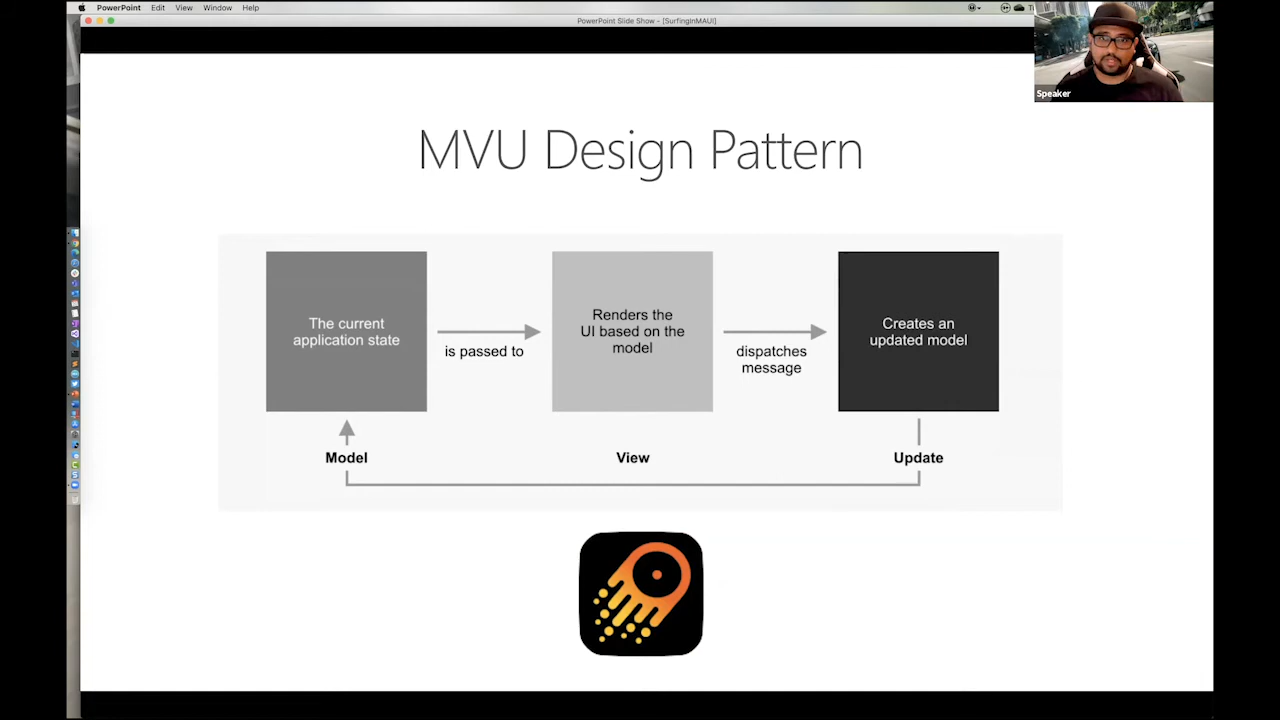 PowerPoint Edit View Window Help
PowerPoint Slide Show - [SurfingInMAUI]
Speaker
MVU Design Pattern
The current
application state
is passed to
Renders the
UI based on the
model
dispatches
message
Creates an
updated model
Model
View
Update